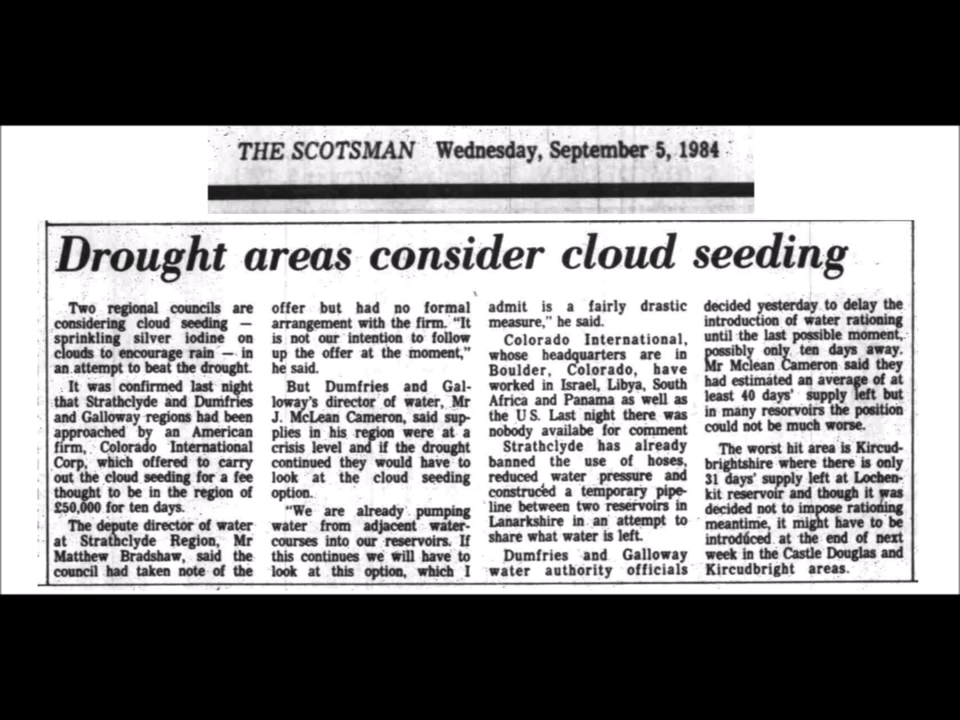 THE SCOTSMAN Wednesday, September 5, 1984
Drought areas consider cloud seeding
Two regional councils are
considering cloud seeding —
sprinkling silver iodine on
clouds to encourage rain — in
an attempt to beat the drought.
It was confirmed last night
that Strathclyde and Dumfries
and Galloway regions had been
approached by an American
firm, Colorado International
Corp, which offered to carry
out the cloud seeding for a fee
thought to be in the region of
£50,000 for ten days.
The depute director of water
at Strathclyde Region, Mr
Matthew Bradshaw, said the
council had taken note of the
offer but had no formal
arrangement with the firm. "It
is not our intention to follow
up the offer at the moment,"
he said.
But Dumfries and Gal-
loway's director of water, Mr
J. McLean Cameron, said sup-
plies in his region were at a
crisis level and if the drought
continued they would have to
look at the cloud seeding
option.
"We are already pumping
water from adjacent water-
courses into our reservoirs. If
this continues we will have to
look at this option, which I
admit is a fairly drastic
measure," he said.
Colorado International,
whose headquarters are in
Boulder, Colorado, have
worked in Israel, Libya, South
Africa and Panama as well as
the U.S. Last night there was
nobody availabe for comment
Strathclyde has already
banned the use of hoses,
reduced water pressure and
constructed a temporary pipe-
line between two reservoirs in
Lanarkshire in an attempt to
share what water is left.
Dumfries and Galloway
water authority officials
decided yesterday to delay the
introduction of water rationing
until the last possible moment,
possibly only ten days away.
Mr Mclean Cameron said they
had estimated an average of at
least 40 days' supply left but
in many resorvoirs the position
could not be much worse.
The worst hit area is Kircud-
brightshire where there is only
31 days' supply left at Lochen-
kit reservoir and though it was
decided not to impose rationing
meantime, it might have to be
introduced at the end of next
week in the Castle Douglas and
Kircudbright areas.